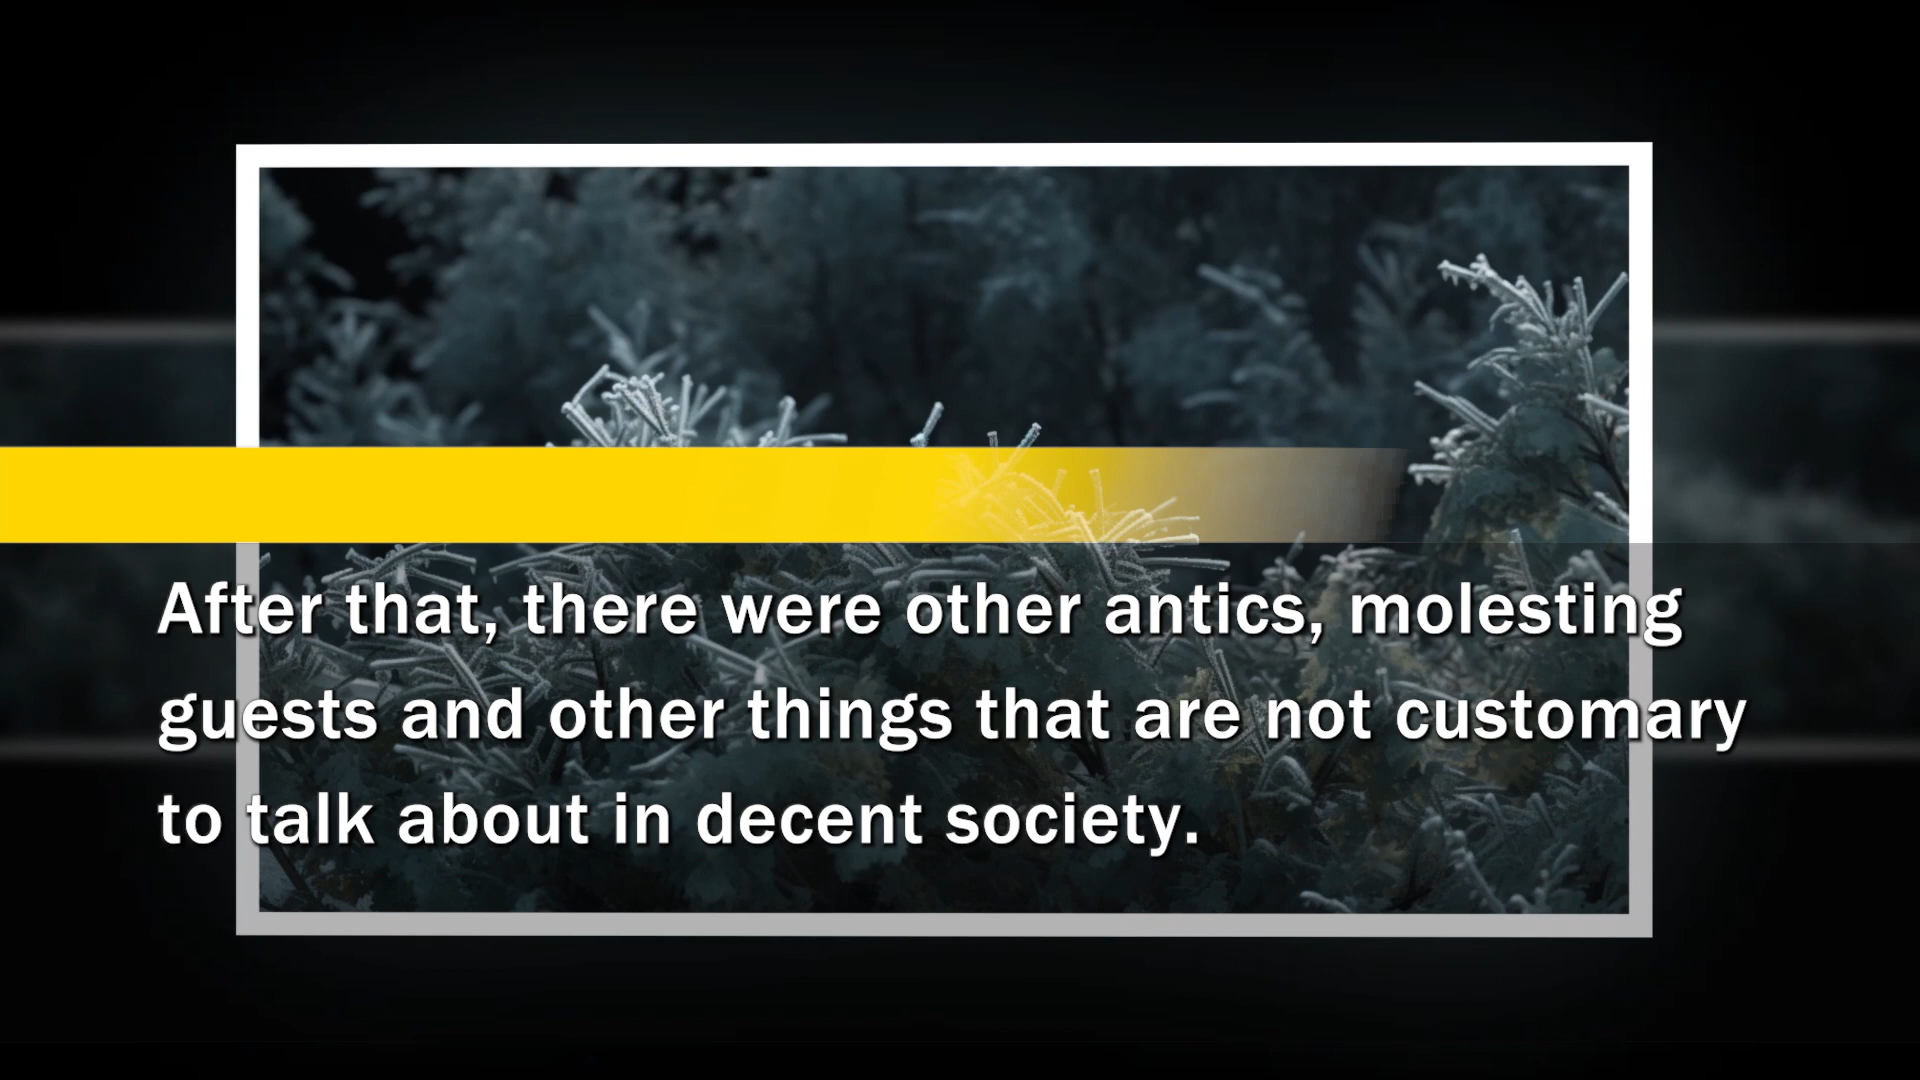 After that, there were other antics, molesting
guests and other things that are not customary
to talk about in decent society.